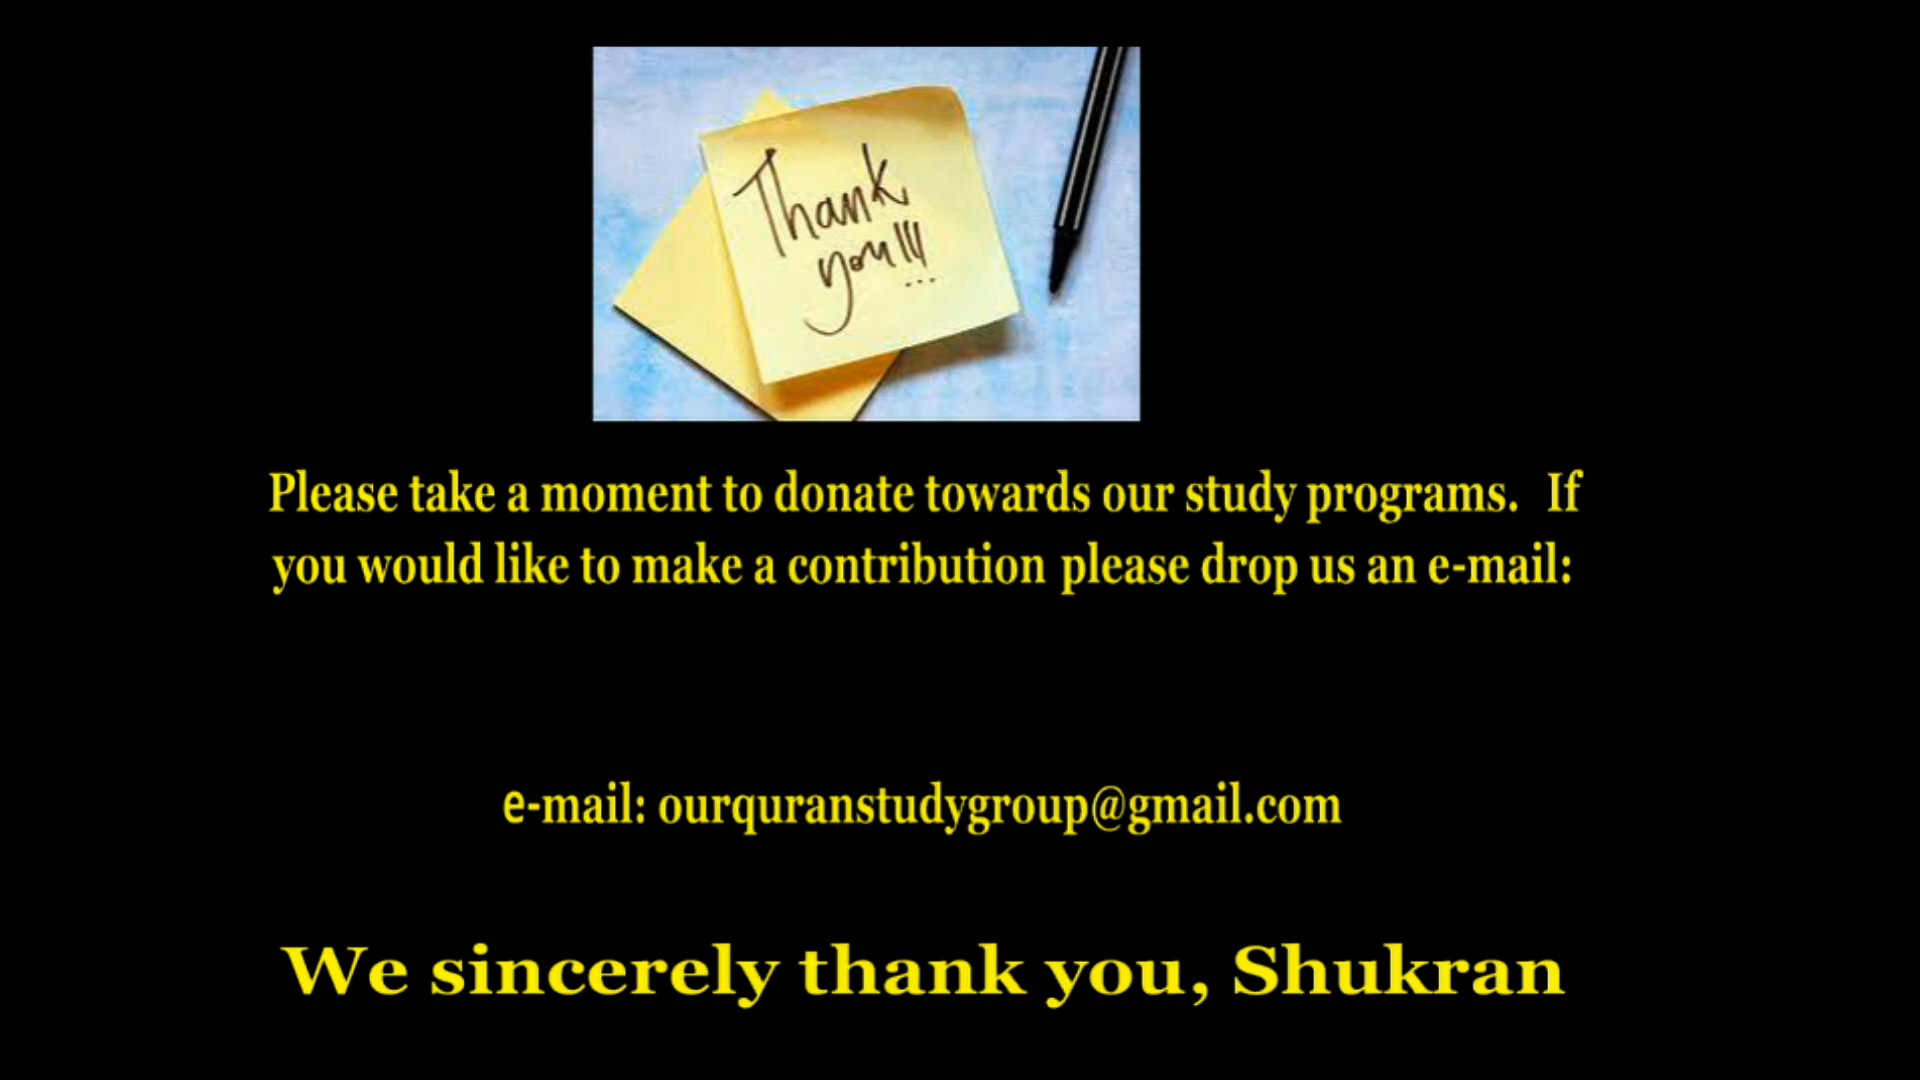 Thank
you!!!
Please take a moment to donate towards our study programs. If
you would like to make a contribution please drop us an e-mail:
e-mail: ourquranstudygroup@gmail.com
We sincerely thank you, Shukran